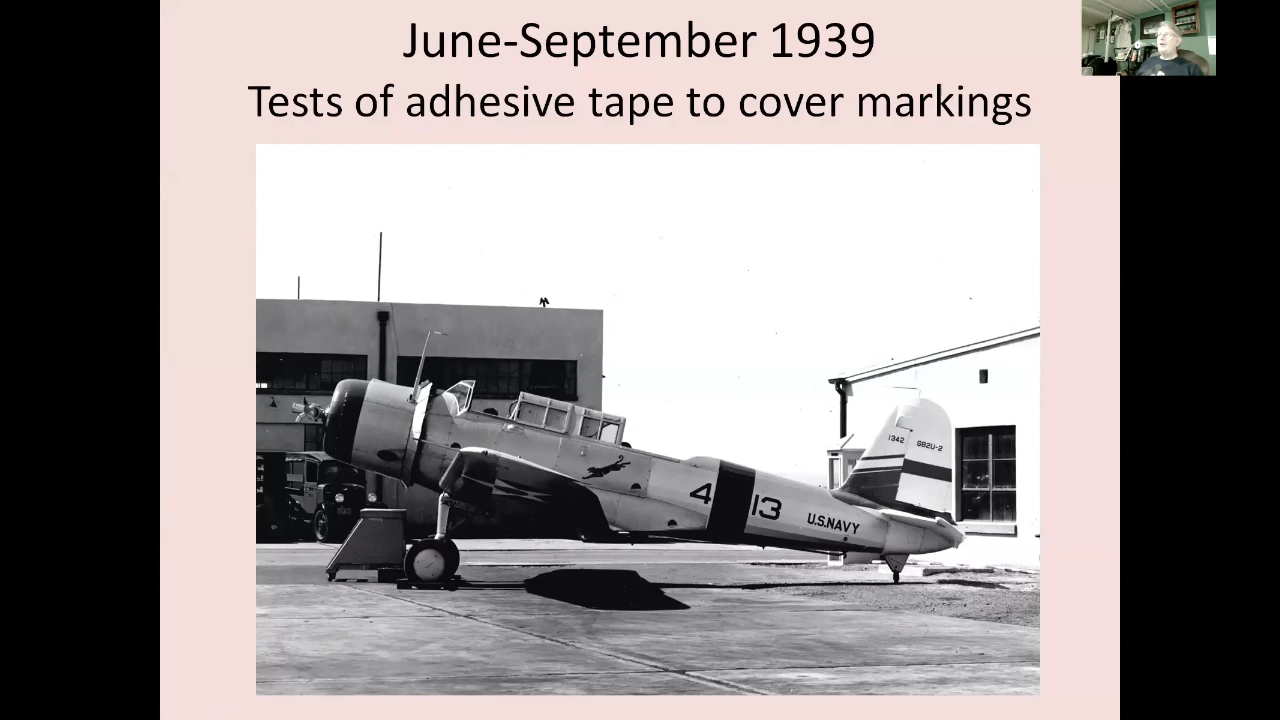 June-September 1939
Tests of adhesive tape to cover markings
1342
SB2U-2
4 13
U.S.NAVY